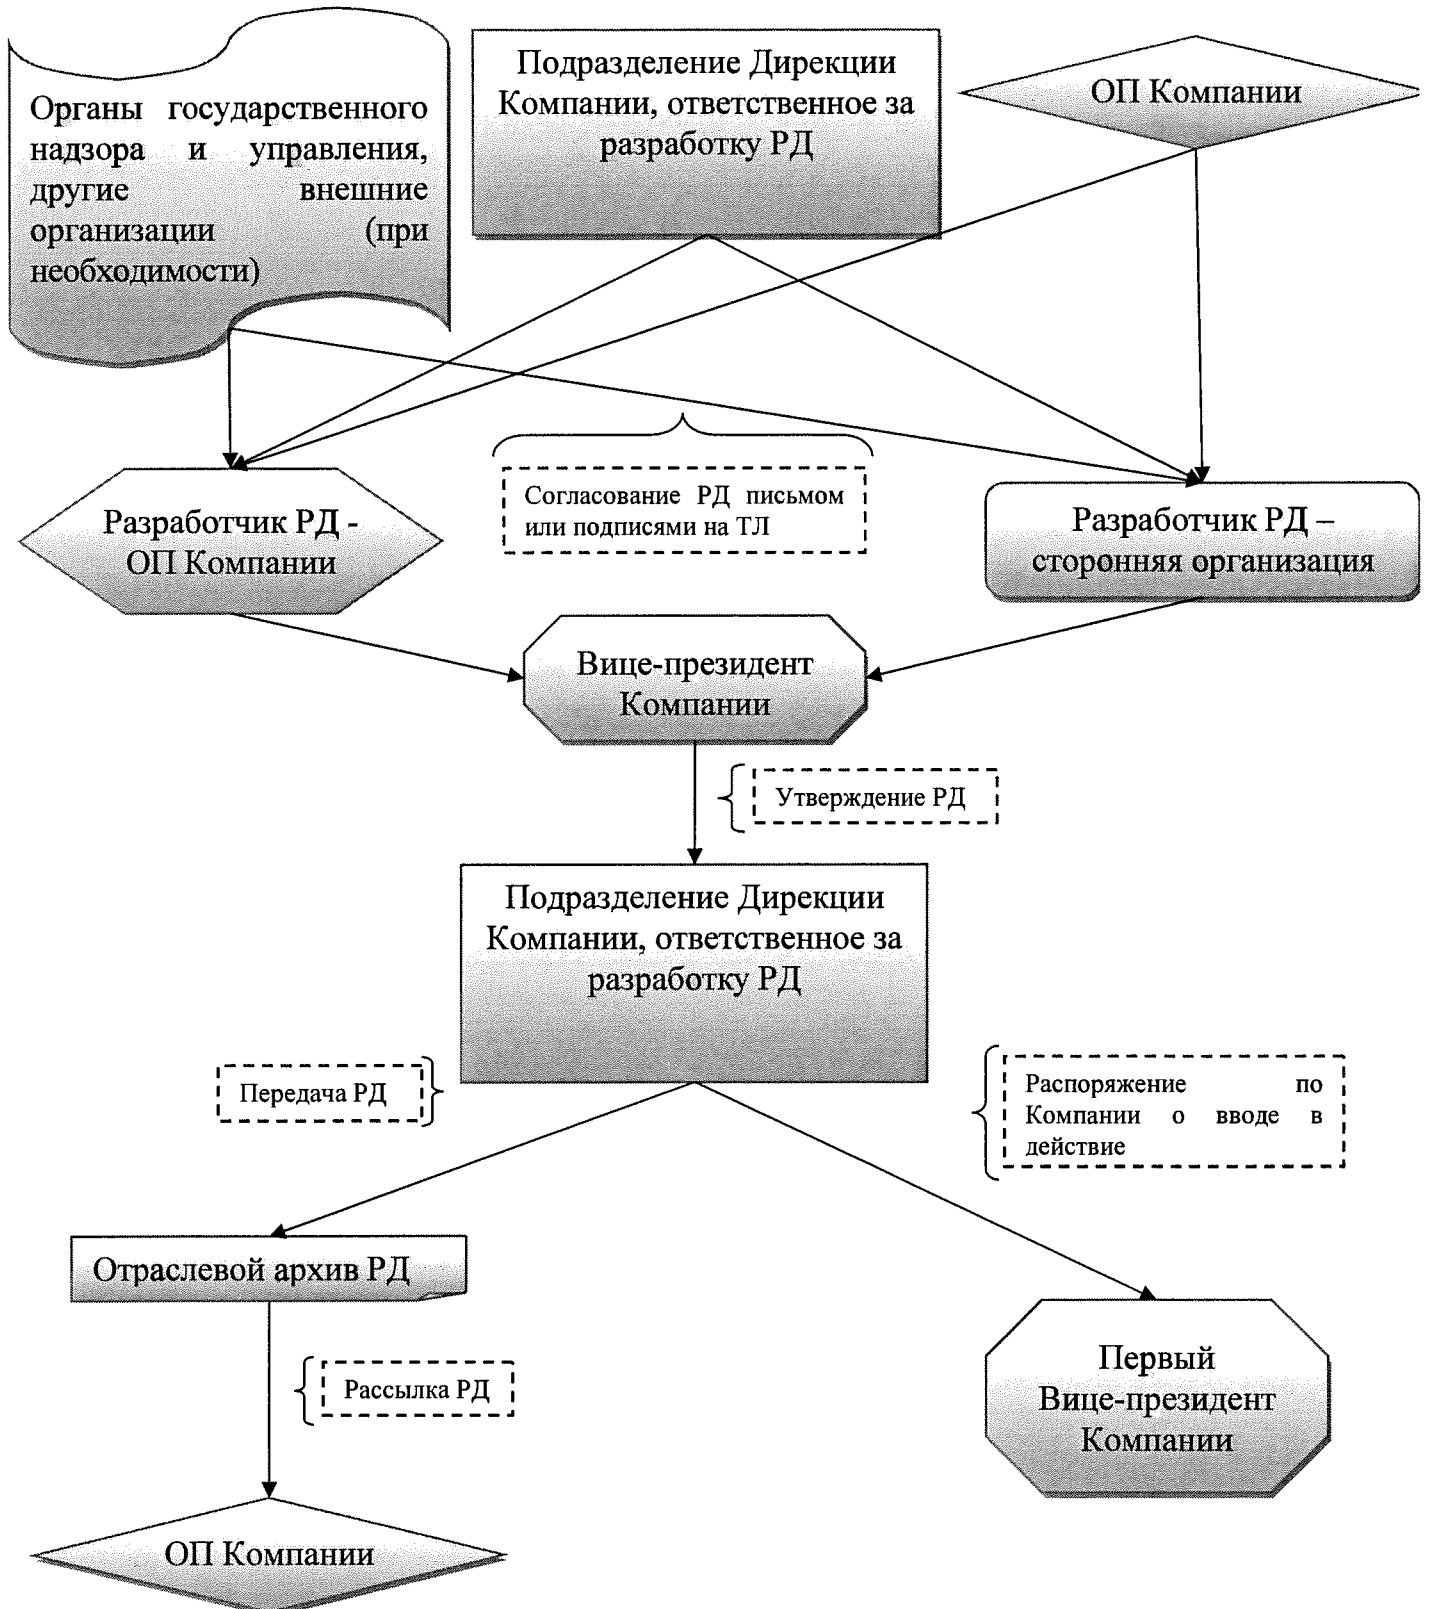 Органы государственного
надзора и управления,
другие внешние
организации (при
необходимости)
Подразделение Дирекции
Компании, ответственное за
разработку РД
ОП Компании
Согласование РД письмом
или подписями на ТЛ
Разработчик РД -
ОП Компании
Разработчик РД –
сторонняя организация
Вице-президент
Компании
Утверждение РД
Подразделение Дирекции
Компании, ответственное за
разработку РД
Передача РД
Распоряжение по
Компании о вводе в
действие
Отраслевой архив РД
Рассылка РД
Первый
Вице-президент
Компании
ОП Компании